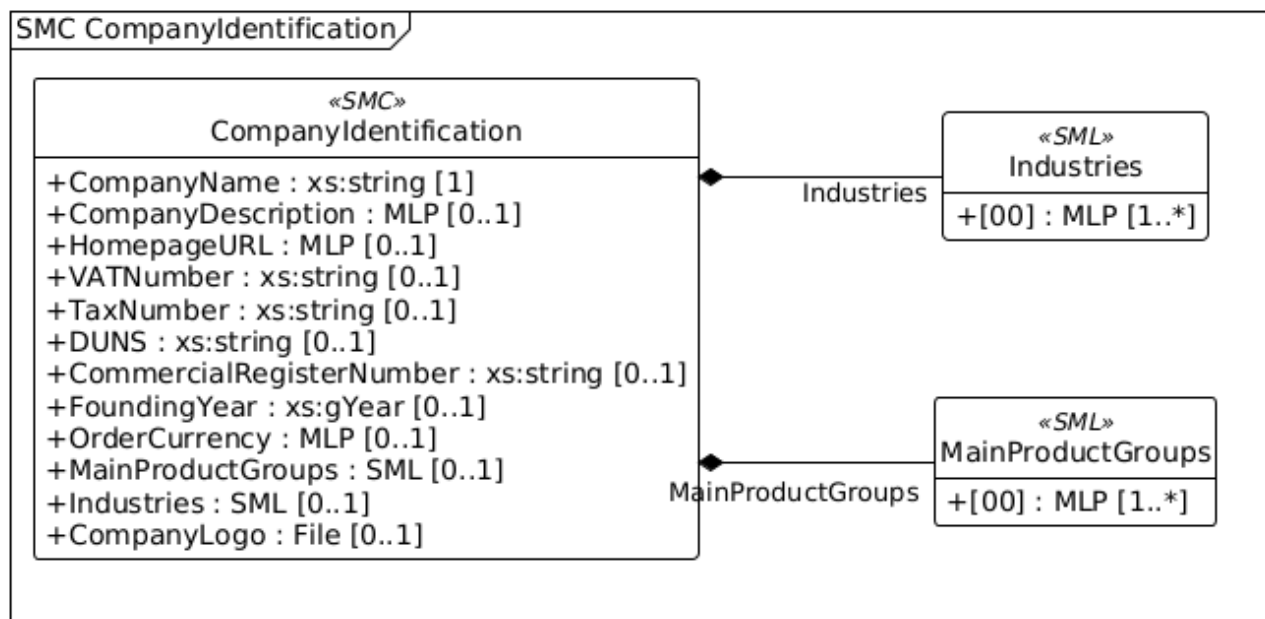 SMC CompanyIdentification
«SMC»
CompanyIdentification
+CompanyName : xs:string [1]
+CompanyDescription : MLP [0..1]
+HomepageURL : MLP [0..1]
+VATNumber : xs:string [0..1]
+TaxNumber : xs:string [0..1]
+DUNS : xs:string [0..1]
+CommercialRegisterNumber : xs:string [0..1]
+FoundingYear : xs:gYear [0..1]
+OrderCurrency : MLP [0..1]
+MainProductGroups : SML [0..1]
+Industries : SML [0..1]
+CompanyLogo : File [0..1]
Industries
«SML»
Industries
+[00] : MLP [1..*]
MainProductGroups
«SML»
MainProductGroups
+[00] : MLP [1..*]